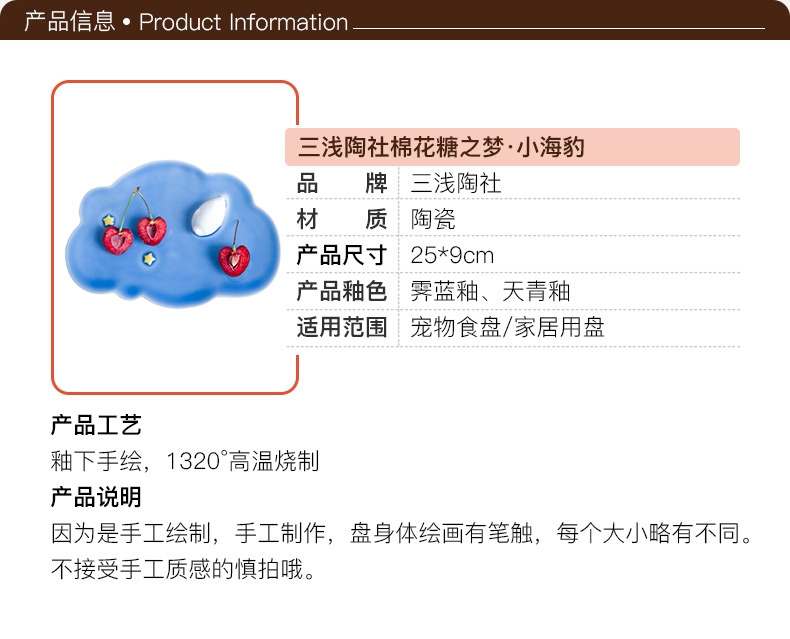 产品信息 • Product Information
三浅陶社棉花糖之梦·小海豹
品 牌 三浅陶社
材 质 陶瓷
产品尺寸 25*9cm
产品釉色 霁蓝釉、天青釉
适用范围 宠物食盘/家居用盘
产品工艺
釉下手绘，1320°高温烧制
产品说明
因为是手工绘制，手工制作，盘身体绘画有笔触，每个大小略有不同。
不接受手工质感的慎拍哦。